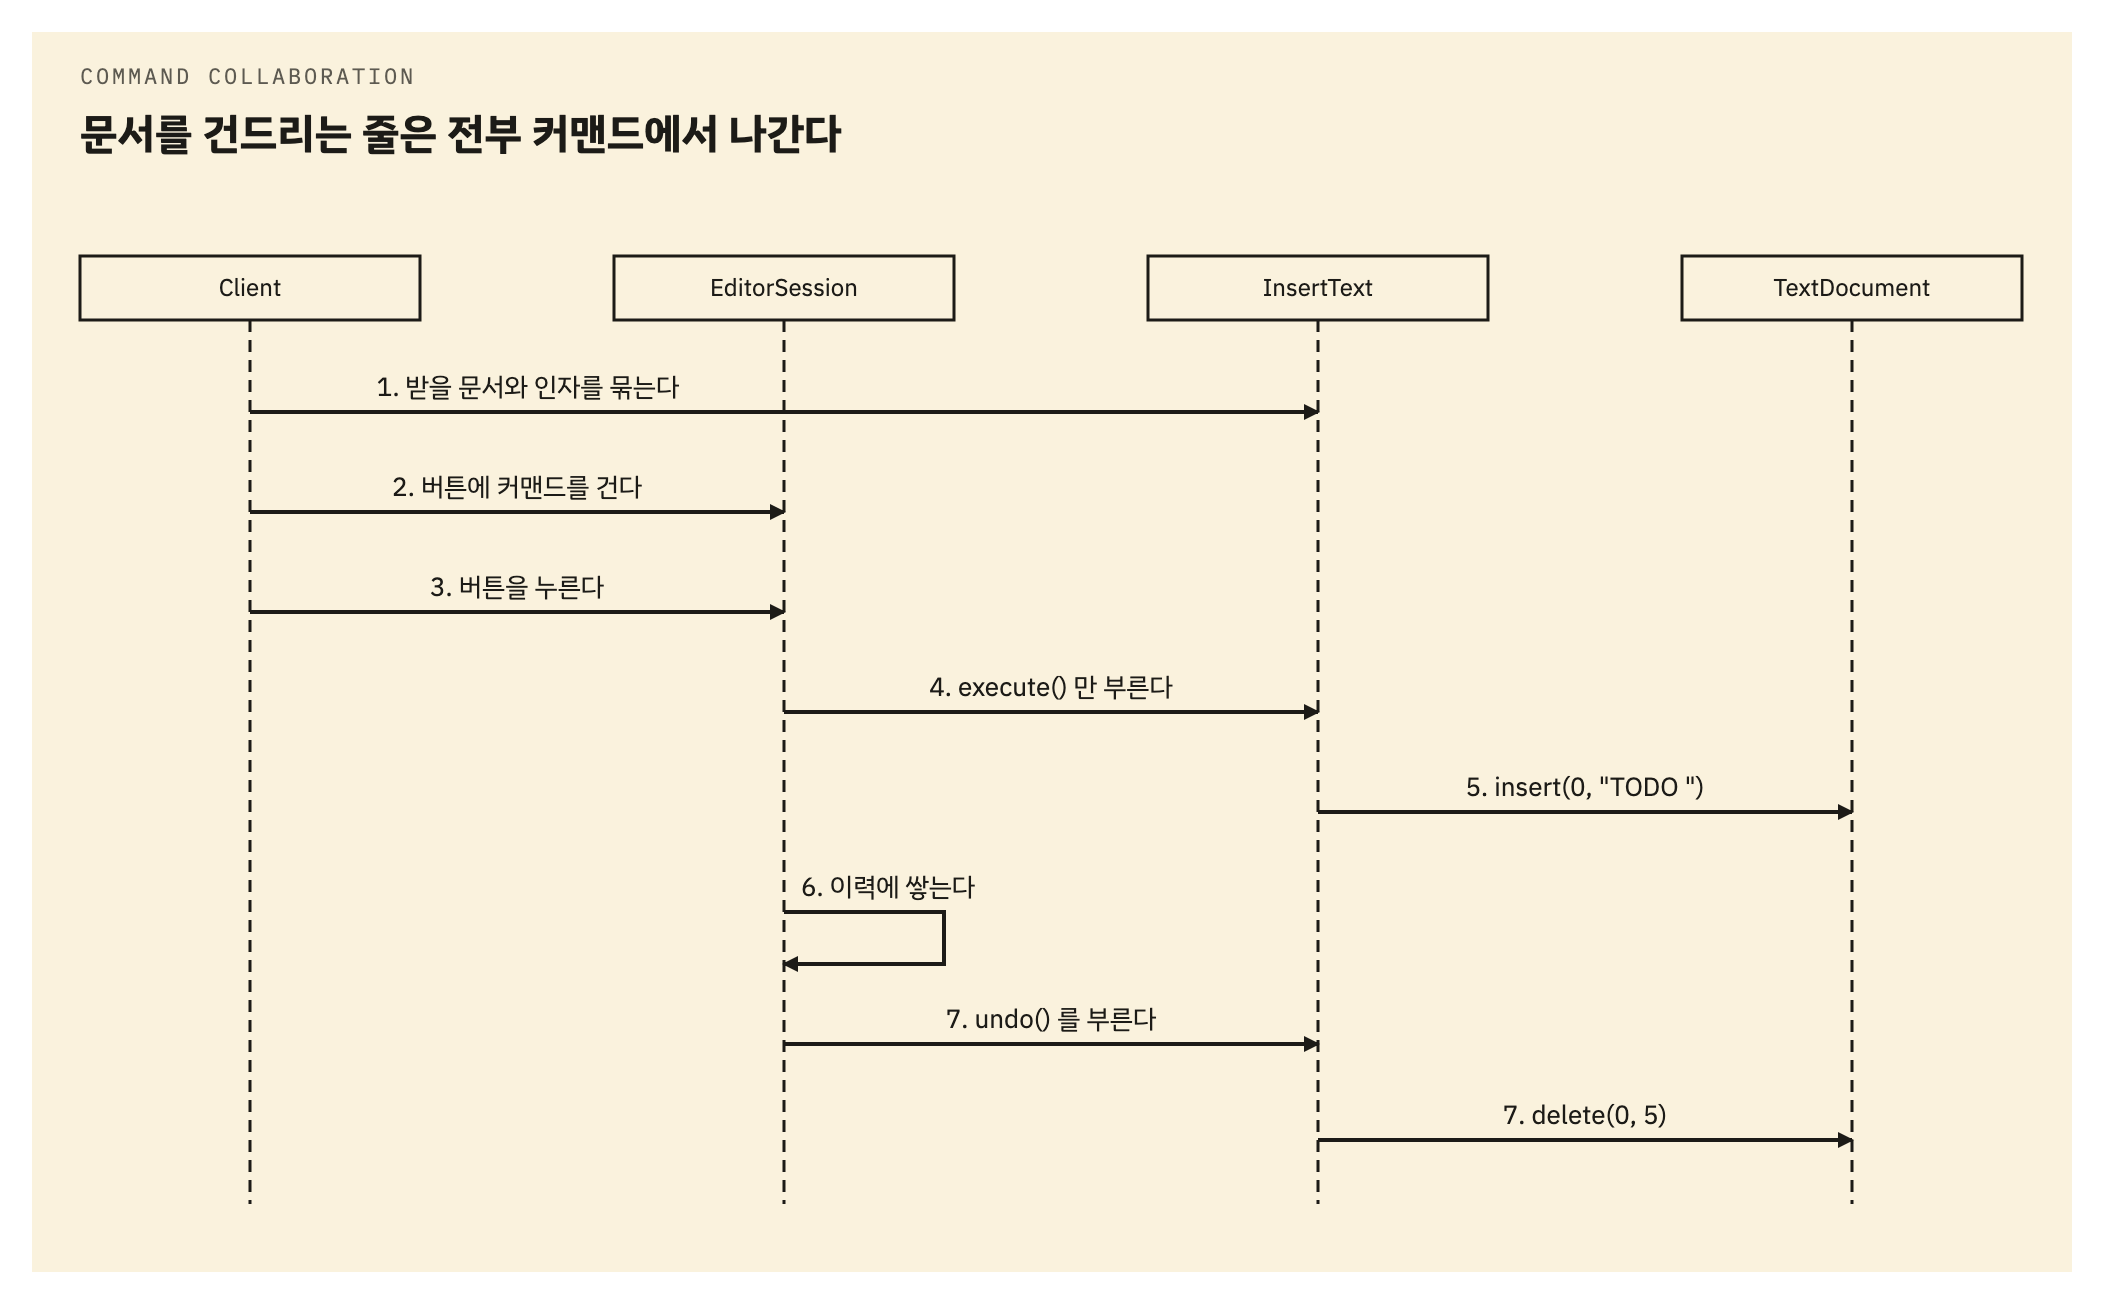 COMMAND COLLABORATION
문서를 건드리는 줄은 전부 커맨드에서 나간다
Client
EditorSession
InsertText
TextDocument
1. 받을 문서와 인자를 묶는다
2. 버튼에 커맨드를 건다
3. 버튼을 누른다
4. execute() 만 부른다
5. insert(0, "TODO ")
6. 이력에 쌓는다
7. undo() 를 부른다
7. delete(0, 5)